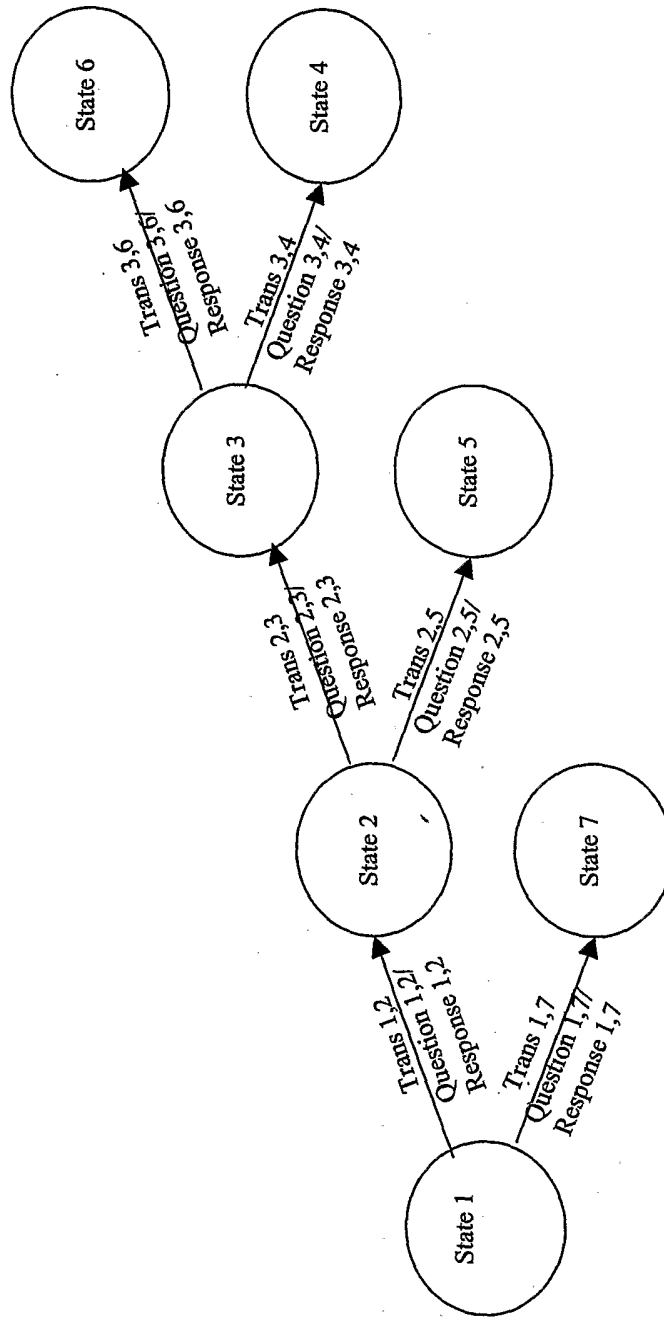 State 6
State 4
Trans 3,6
Question 3,6/
Response 3,6
Trans 3,4
Question 3,4/
Response 3,4
State 3
State 5
Trans 2,3
Question 2,3/
Response 2,3
Trans 2,5
Question 2,5/
Response 2,5
State 2
State 7
Trans 1,2
Question 1,2/
Response 1,2
Trans 1,7
Question 1,7/
Response 1,7
State 1